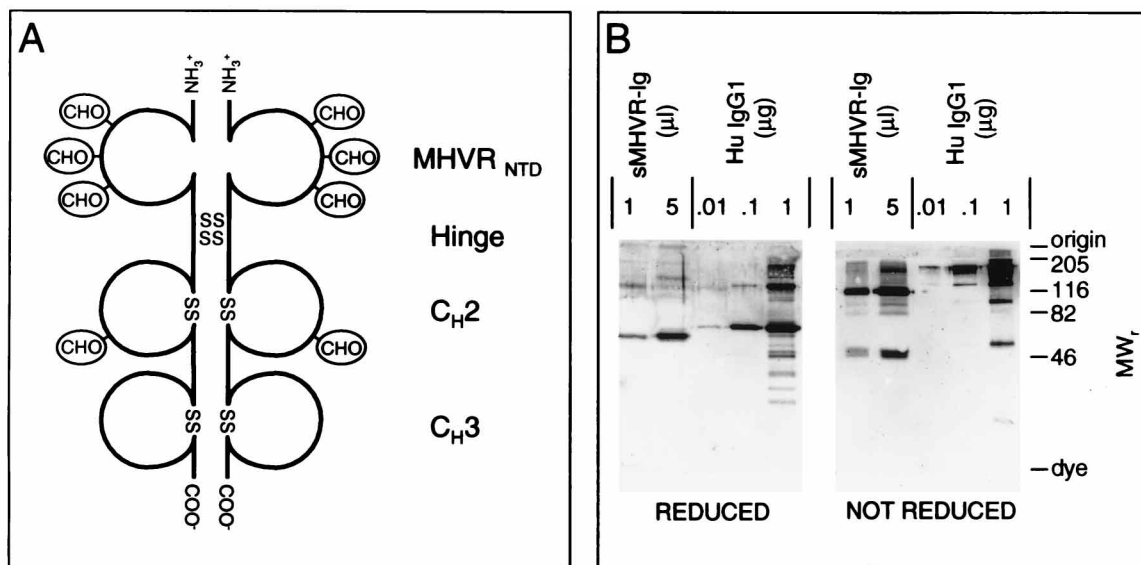 A
NH₃⁺ NH₃⁺
CHO CHO
CHO CHO
CHO CHO
MHVR NTD
SS
SS
Hinge
SS SS
C_H2
CHO CHO
SS SS
C_H3
COO⁻ COO⁻
B
sMHVR-Ig (µl) Hu IgG1 (µg) sMHVR-Ig (µl) Hu IgG1 (µg)
1 5 .01 .1 1 1 5 .01 .1 1
origin
205
116
82
46
dye
MWr
REDUCED NOT REDUCED